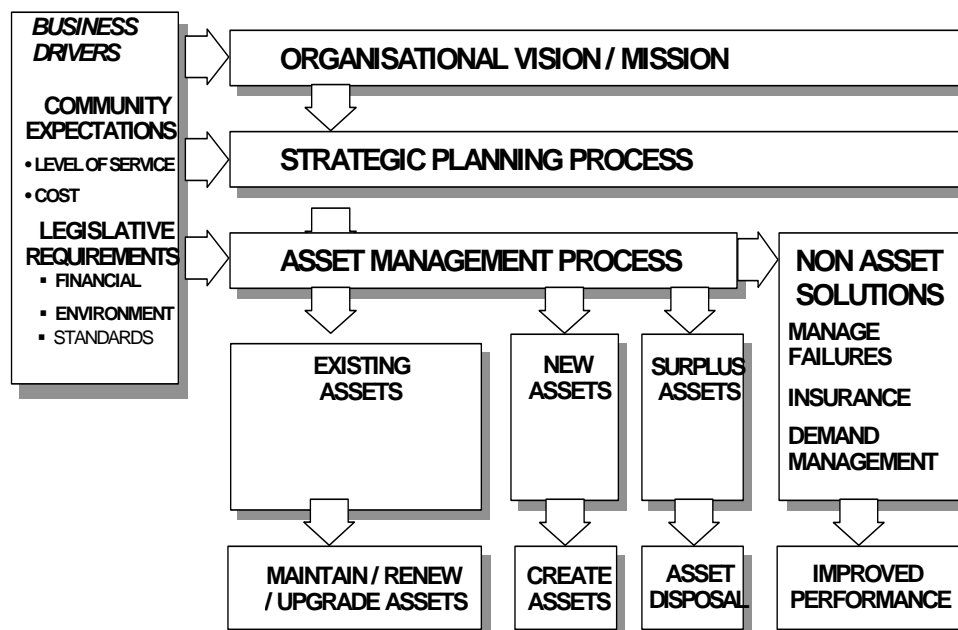 BUSINESS
DRIVERS
COMMUNITY
EXPECTATIONS
• LEVEL OF SERVICE
• COST
LEGISLATIVE
REQUIREMENTS
▪ FINANCIAL
▪ ENVIRONMENT
▪ STANDARDS
ORGANISATIONAL VISION / MISSION
STRATEGIC PLANNING PROCESS
ASSET MANAGEMENT PROCESS
NON ASSET
SOLUTIONS
MANAGE
FAILURES
INSURANCE
DEMAND
MANAGEMENT
EXISTING
ASSETS
NEW
ASSETS
SURPLUS
ASSETS
MAINTAIN / RENEW
/ UPGRADE ASSETS
CREATE
ASSETS
ASSET
DISPOSAL
IMPROVED
PERFORMANCE